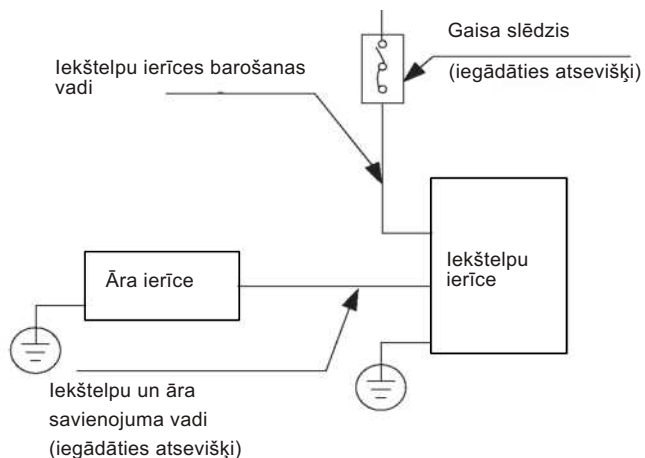 Gaisa slēdzis
(iegādāties atsevišķi)
Iekštelpu ierīces barošanas
vadi
Iekštelpu
ierīce
Āra ierīce
Iekštelpu un āra
savienojuma vadi
(iegādāties atsevišķi)